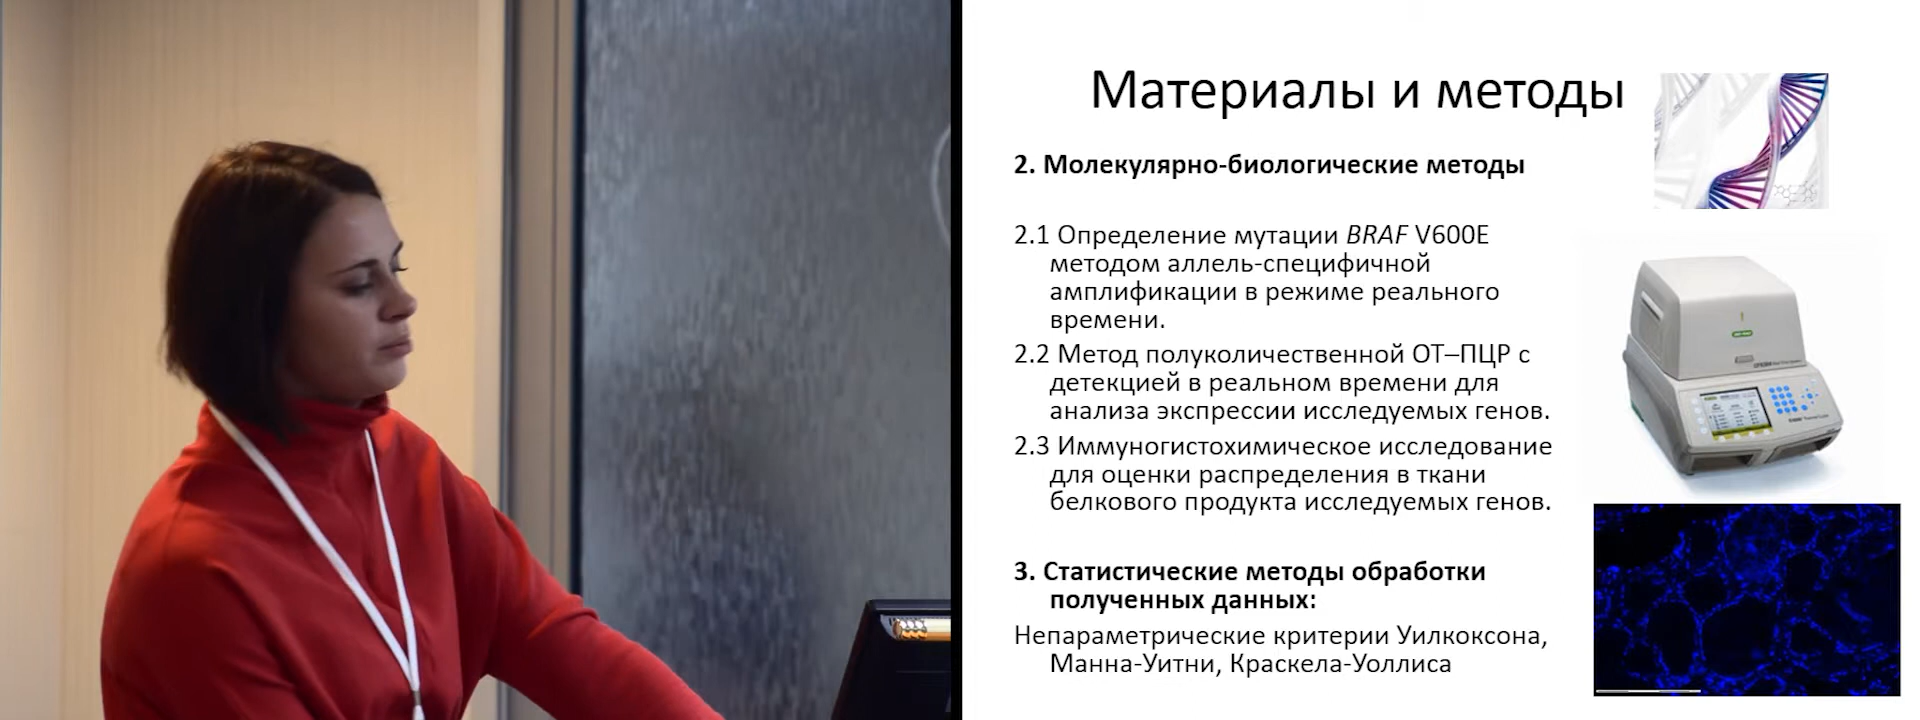 Материалы и методы
2. Молекулярно-биологические методы
2.1 Определение мутации BRAF V600E
методом аллель-специфичной
амплификации в режиме реального
времени.
2.2 Метод полуколичественной ОТ–ПЦР с
детекцией в реальном времени для
анализа экспрессии исследуемых генов.
2.3 Иммуногистохимическое исследование
для оценки распределения в ткани
белкового продукта исследуемых генов.
3. Статистические методы обработки
полученных данных:
Непараметрические критерии Уилкоксона,
Манна-Уитни, Краскела-Уоллиса